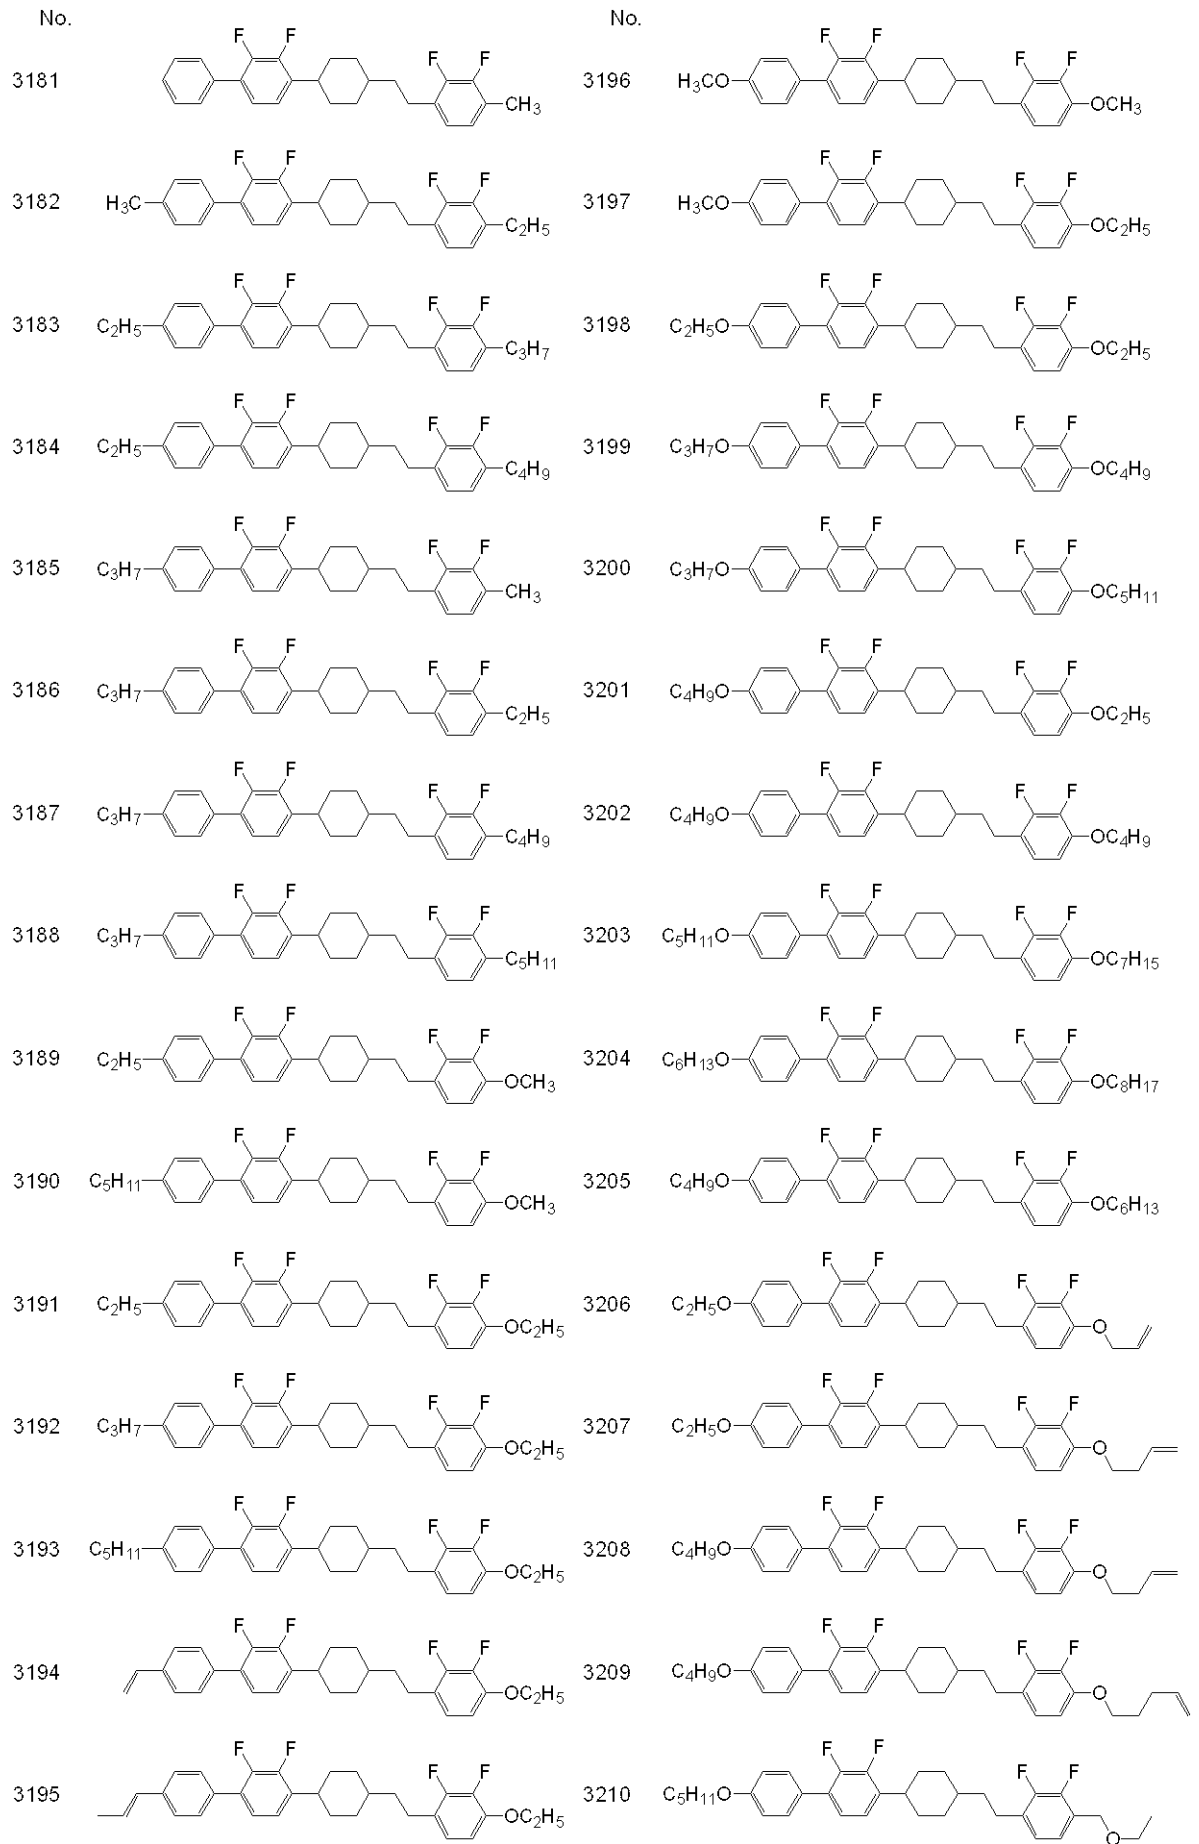 No.
3181 F F F F CH3
3182 H3C F F F F C2H5
3183 C2H5 F F F F C3H7
3184 C2H5 F F F F C4H9
3185 C3H7 F F F F CH3
3186 C3H7 F F F F C2H5
3187 C3H7 F F F F C4H9
3188 C3H7 F F F F C5H11
3189 C2H5 F F F F OCH3
3190 C5H11 F F F F OCH3
3191 C2H5 F F F F OC2H5
3192 C3H7 F F F F OC2H5
3193 C5H11 F F F F OC2H5
3194 F F F F OC2H5
3195 F F F F OC2H5
No.
3196 H3CO F F F F OCH3
3197 H3CO F F F F OC2H5
3198 C2H5O F F F F OC2H5
3199 C3H7O F F F F OC4H9
3200 C3H7O F F F F OC5H11
3201 C4H9O F F F F OC2H5
3202 C4H9O F F F F OC4H9
3203 C5H11O F F F F OC7H15
3204 C6H13O F F F F OC8H17
3205 C4H9O F F F F OC6H13
3206 C2H5O F F F F O
3207 C2H5O F F F F O
3208 C4H9O F F F F O
3209 C4H9O F F F F O
3210 C5H11O F F F F O